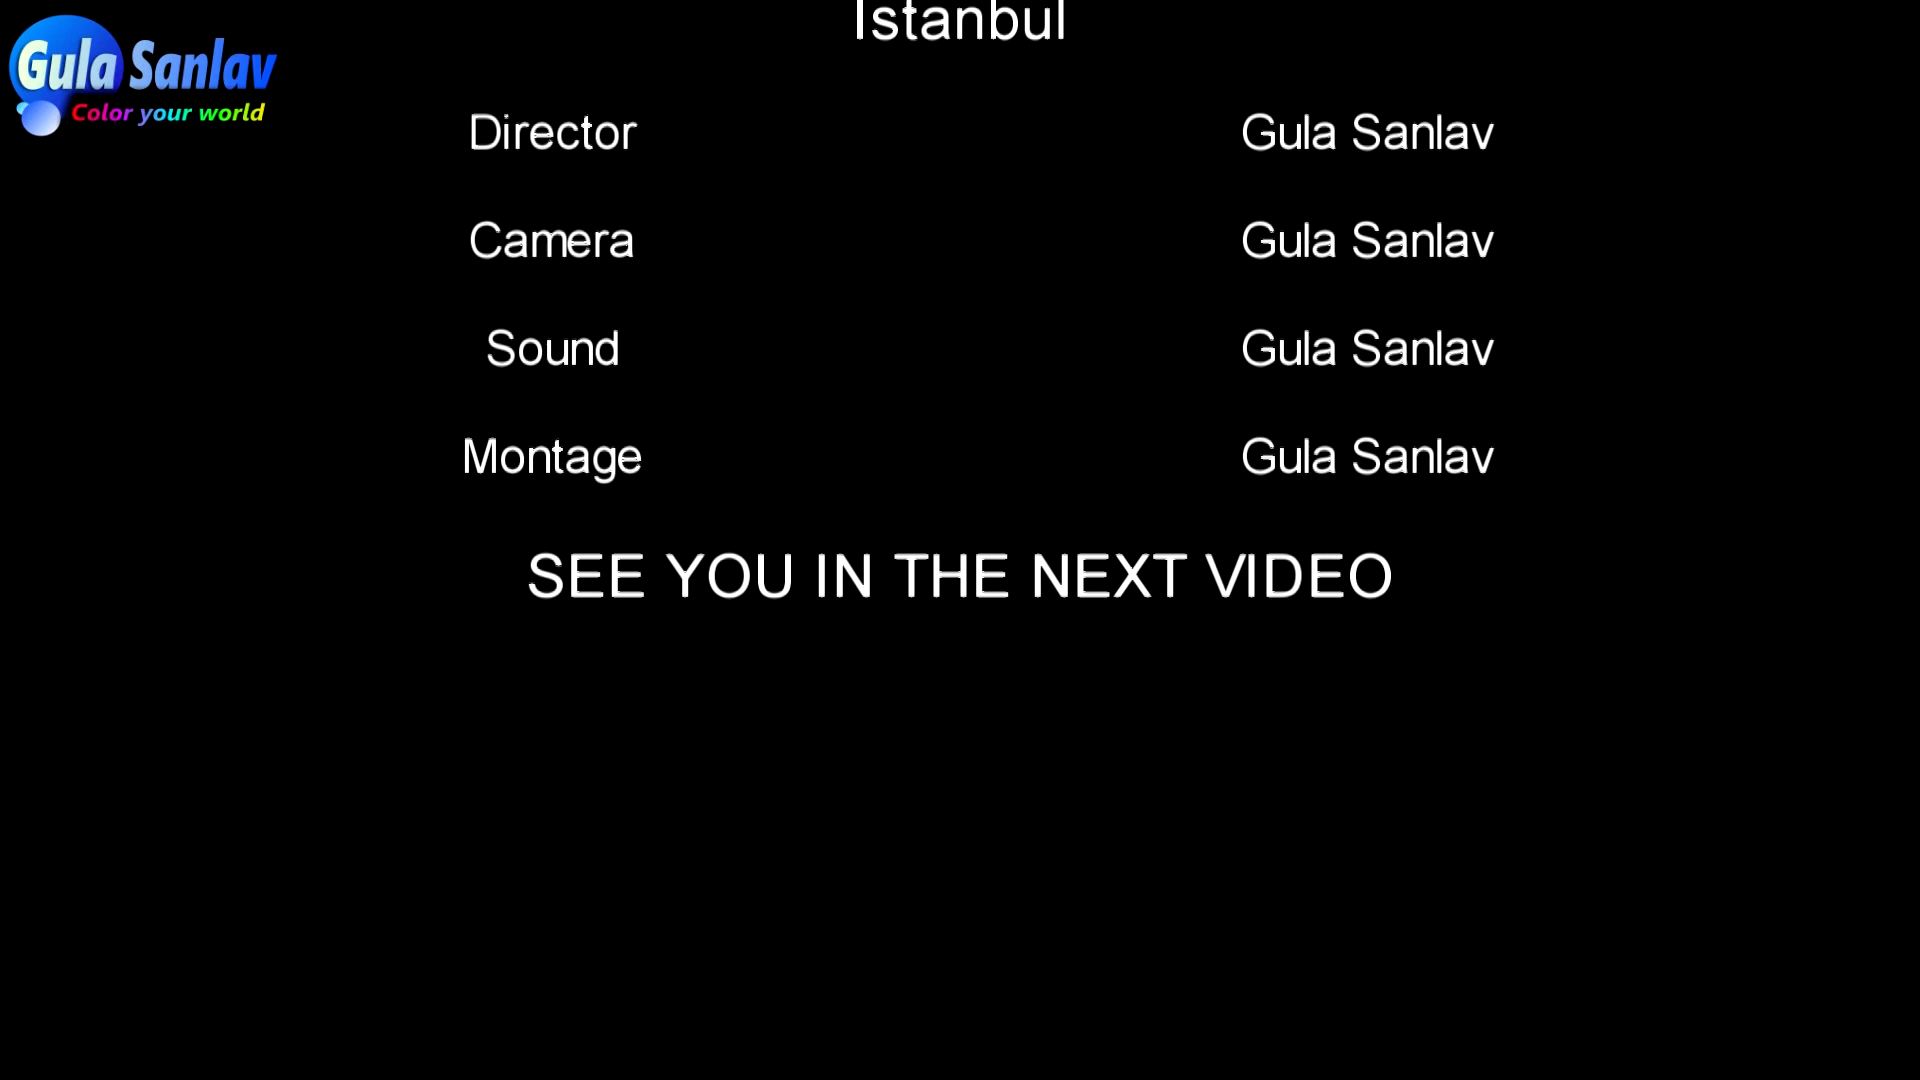 Istanbul
Gula Sanlav
Color your world
Director Gula Sanlav
Camera Gula Sanlav
Sound Gula Sanlav
Montage Gula Sanlav
SEE YOU IN THE NEXT VIDEO